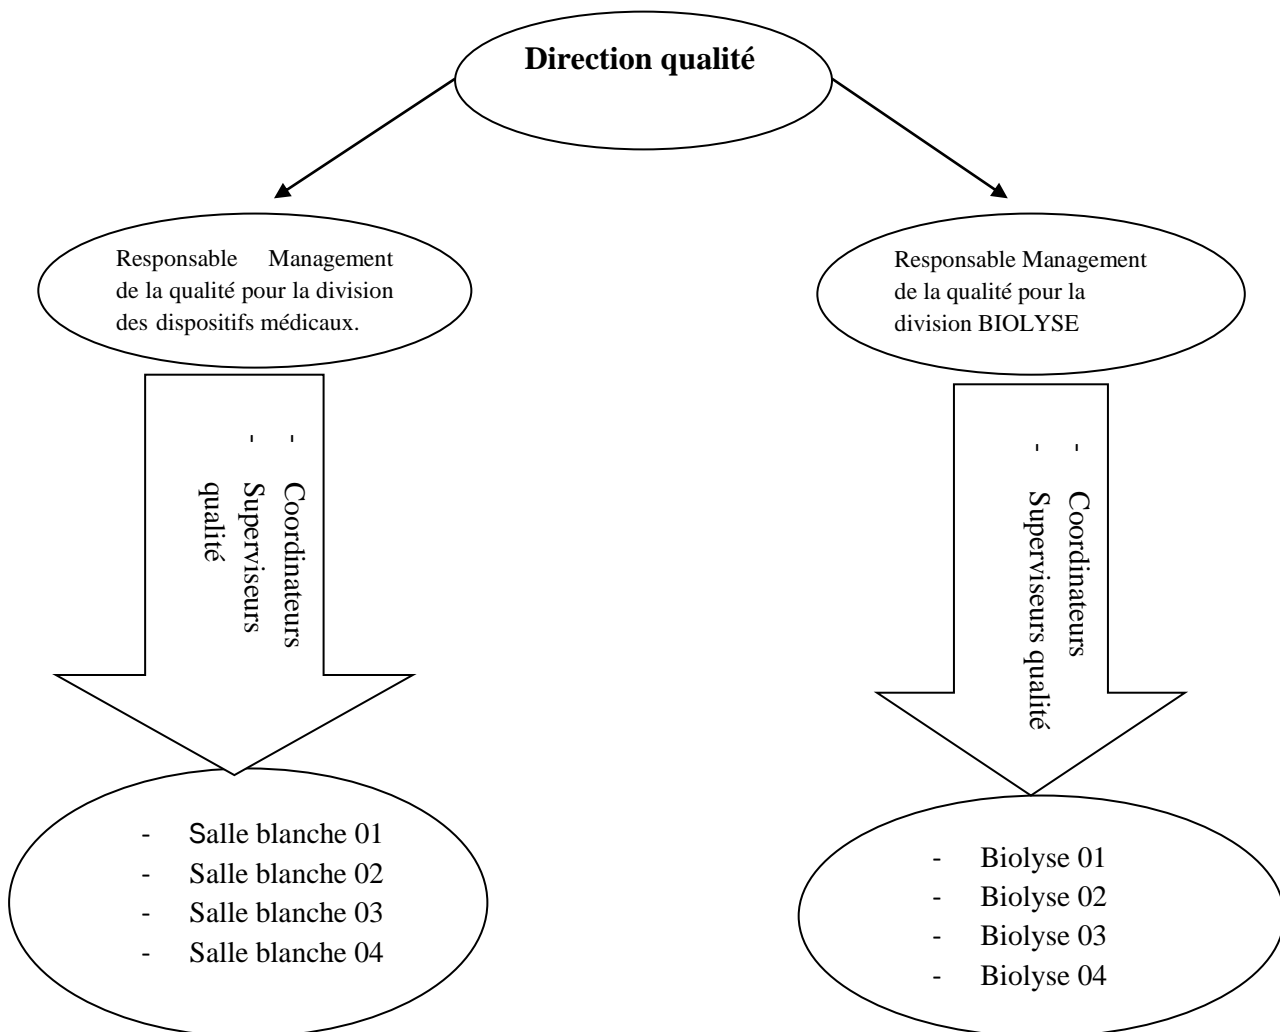 Direction qualité
Responsable Management
de la qualité pour la division
des dispositifs médicaux.
Responsable Management
de la qualité pour la
division BIOLYSE
- Coordinateurs
- Superviseurs
qualité
- Coordinateurs
- Superviseurs qualité
- Salle blanche 01
- Salle blanche 02
- Salle blanche 03
- Salle blanche 04
- Biolyse 01
- Biolyse 02
- Biolyse 03
- Biolyse 04